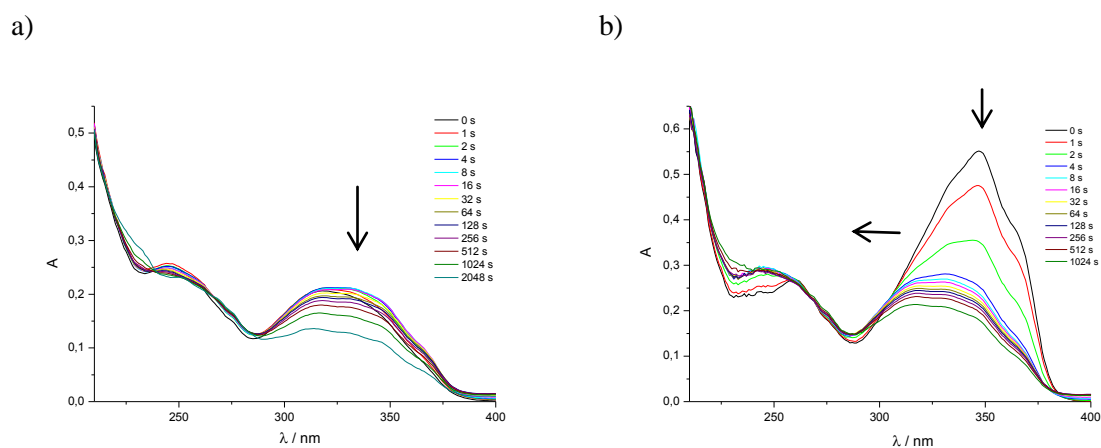 a)
0,5
0,4
0,3
0,2
0,1
0,0
A
250
300
350
400
λ / nm
0 s
1 s
2 s
4 s
8 s
16 s
32 s
64 s
128 s
256 s
512 s
1024 s
2048 s
b)
0,6
0,5
0,4
0,3
0,2
0,1
0,0
A
250
300
350
400
λ / nm
0 s
1 s
2 s
4 s
8 s
16 s
32 s
64 s
128 s
256 s
512 s
1024 s